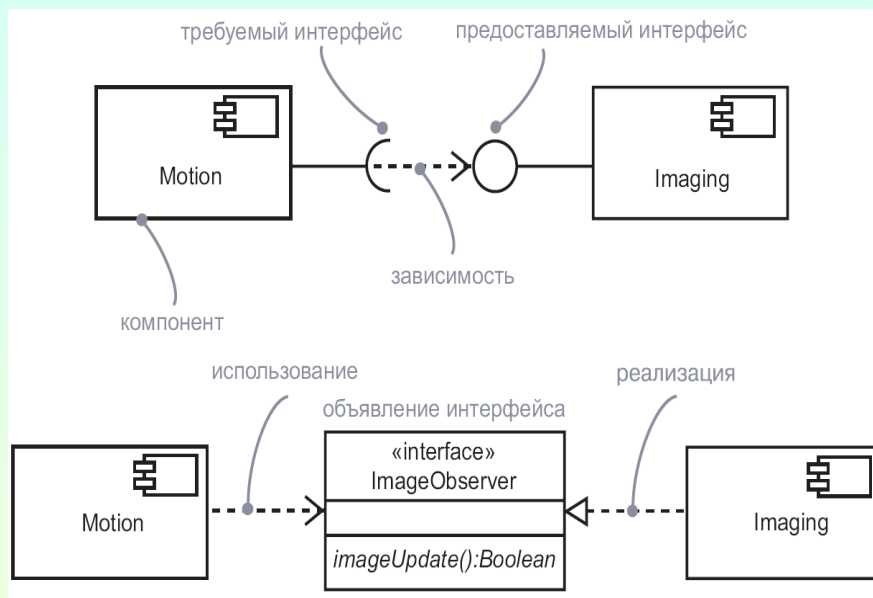 требуемый интерфейс
предоставляемый интерфейс
Motion
Imaging
зависимость
компонент
использование
реализация
объявление интерфейса
«interface»
ImageObserver
Motion
Imaging
imageUpdate():Boolean